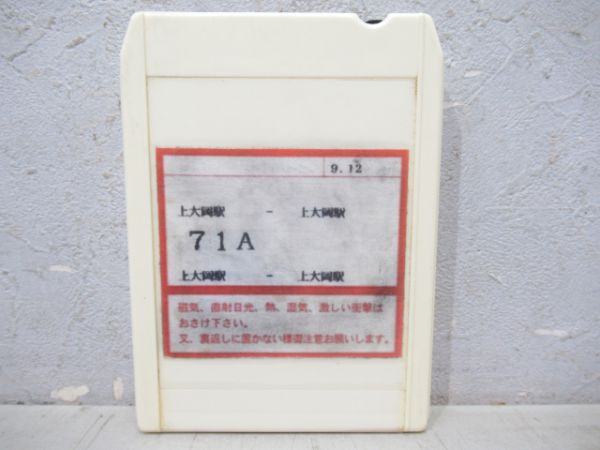 9.12
上大岡駅 - 上大岡駅
71A
上大岡駅 - 上大岡駅
磁気、直射日光、熱、湿気、激しい衝撃は
おさけ下さい。
又、裏返しに置かない様御注意お願いします。